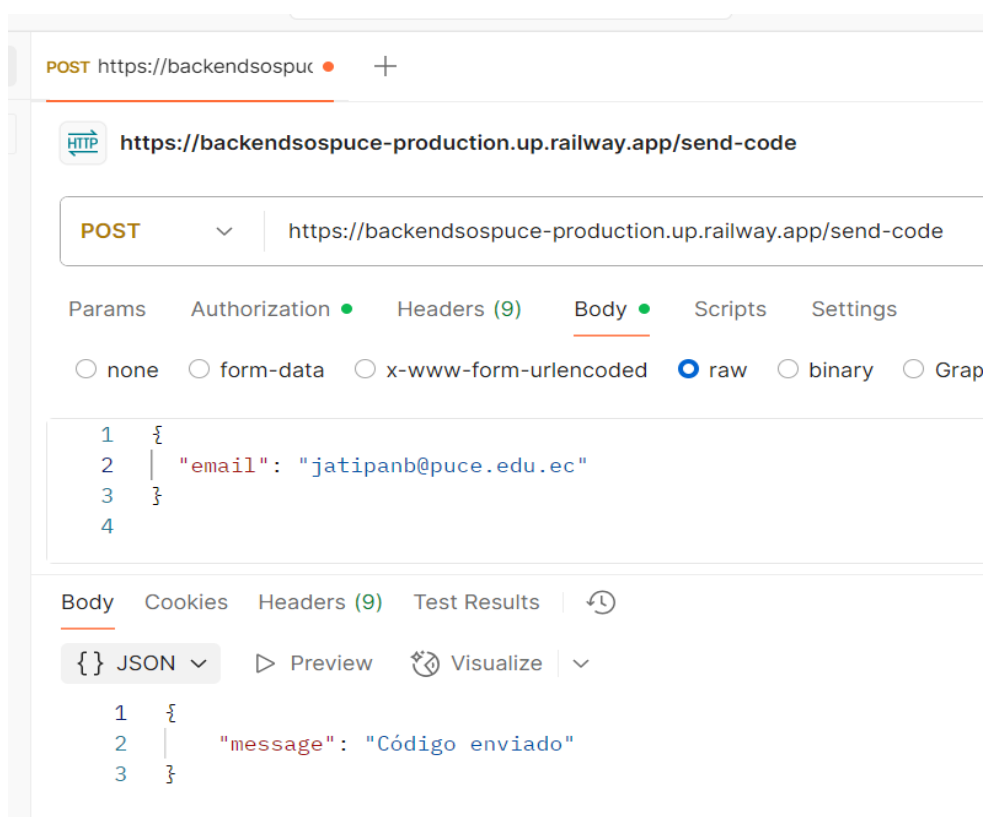 POST https://backendsospuc
HTTP https://backendsospuce-production.up.railway.app/send-code
POST https://backendsospuce-production.up.railway.app/send-code
Params Authorization Headers (9) Body Scripts Settings
none form-data x-www-form-urlencoded raw binary Grap
1 {
2 "email": "jatipanb@puce.edu.ec"
3 }
4
Body Cookies Headers (9) Test Results
{} JSON Preview Visualize
1 {
2 "message": "Código enviado"
3 }